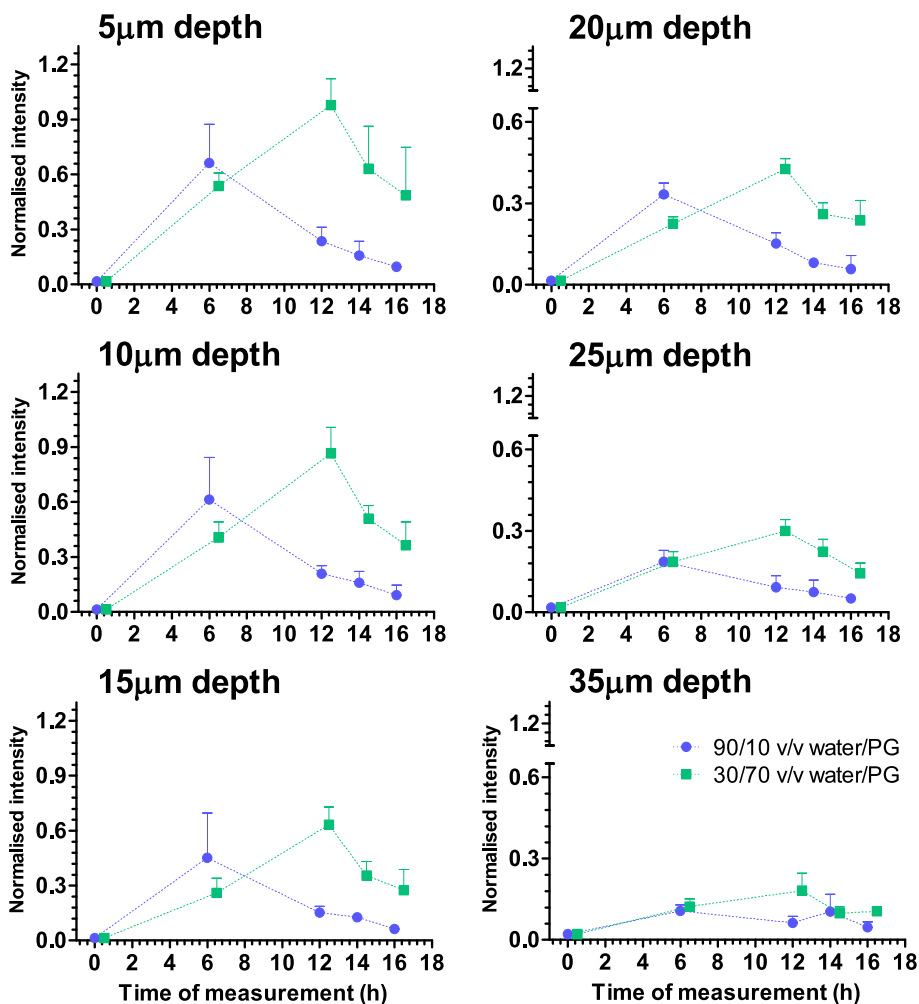 5μm depth
Normalised intensity
1.2
0.9
0.6
0.3
0.0
0 2 4 6 8 10 12 14 16 18
20μm depth
1.2
0.6
0.3
0.0
0 2 4 6 8 10 12 14 16 18
10μm depth
Normalised intensity
1.2
0.9
0.6
0.3
0.0
0 2 4 6 8 10 12 14 16 18
25μm depth
1.2
0.6
0.3
0.0
0 2 4 6 8 10 12 14 16 18
15μm depth
Normalised intensity
1.2
0.9
0.6
0.3
0.0
0 2 4 6 8 10 12 14 16 18
Time of measurement (h)
35μm depth
Normalised intensity
1.2
90/10 v/v water/PG
30/70 v/v water/PG
0.6
0.3
0.0
0 2 4 6 8 10 12 14 16 18
Time of measurement (h)